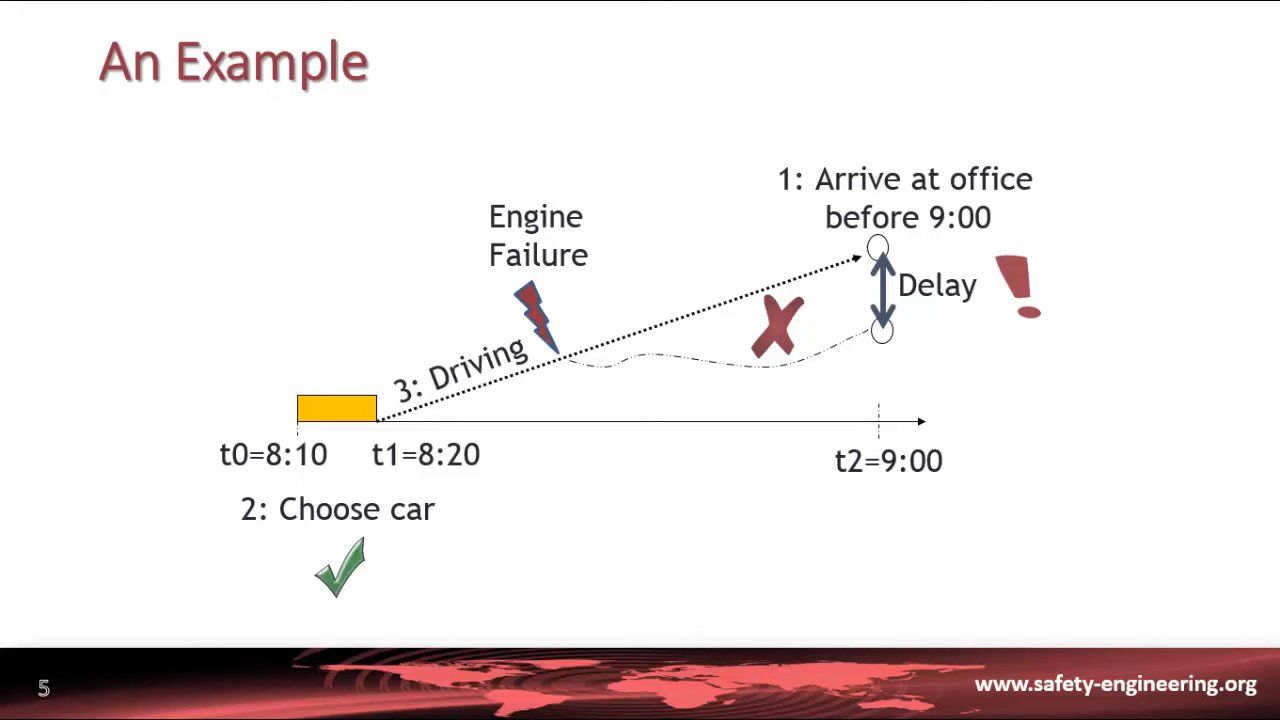 An Example
1: Arrive at office
before 9:00
Engine
Failure
Delay
3: Driving
t0=8:10
t1=8:20
t2=9:00
2: Choose car
5
www.safety-engineering.org